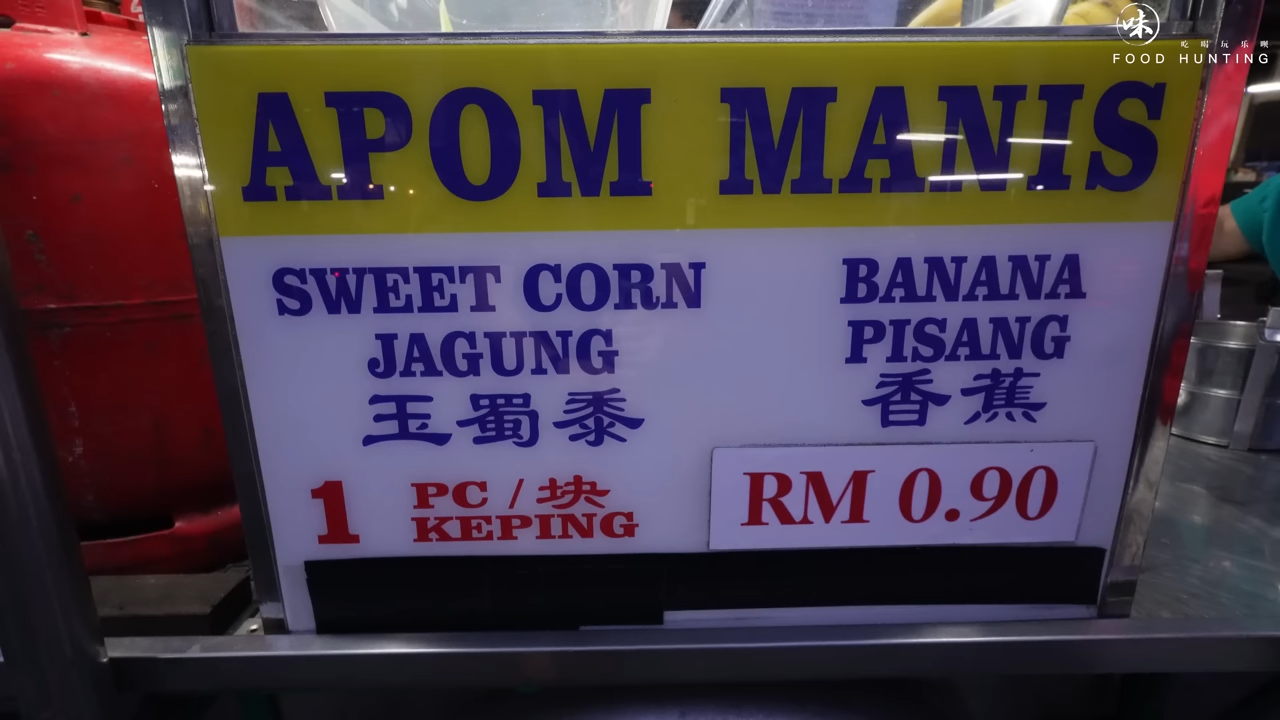 味
吃喝玩乐呗
FOOD HUNTING
APOM MANIS
SWEET CORN
JAGUNG
玉蜀黍
BANANA
PISANG
香蕉
1 PC / 块
KEPING
RM 0.90